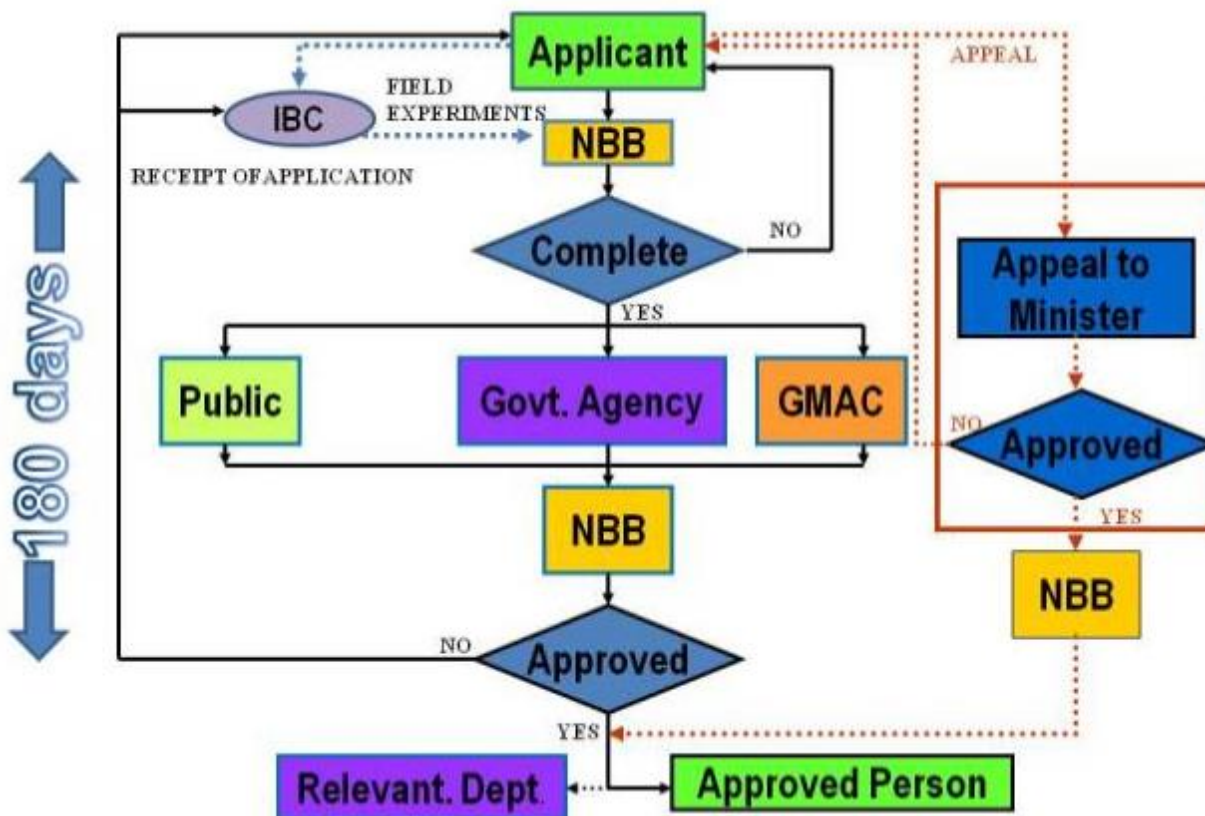 Applicant
APPEAL
FIELD
EXPERIMENTS
IBC
NBB
RECEIPT OF APPLICATION
Complete
NO
YES
180 days
Appeal to
Minister
Public
Govt. Agency
GMAC
NO
Approved
YES
NBB
NBB
NO
Approved
YES
Relevant. Dept.
Approved Person